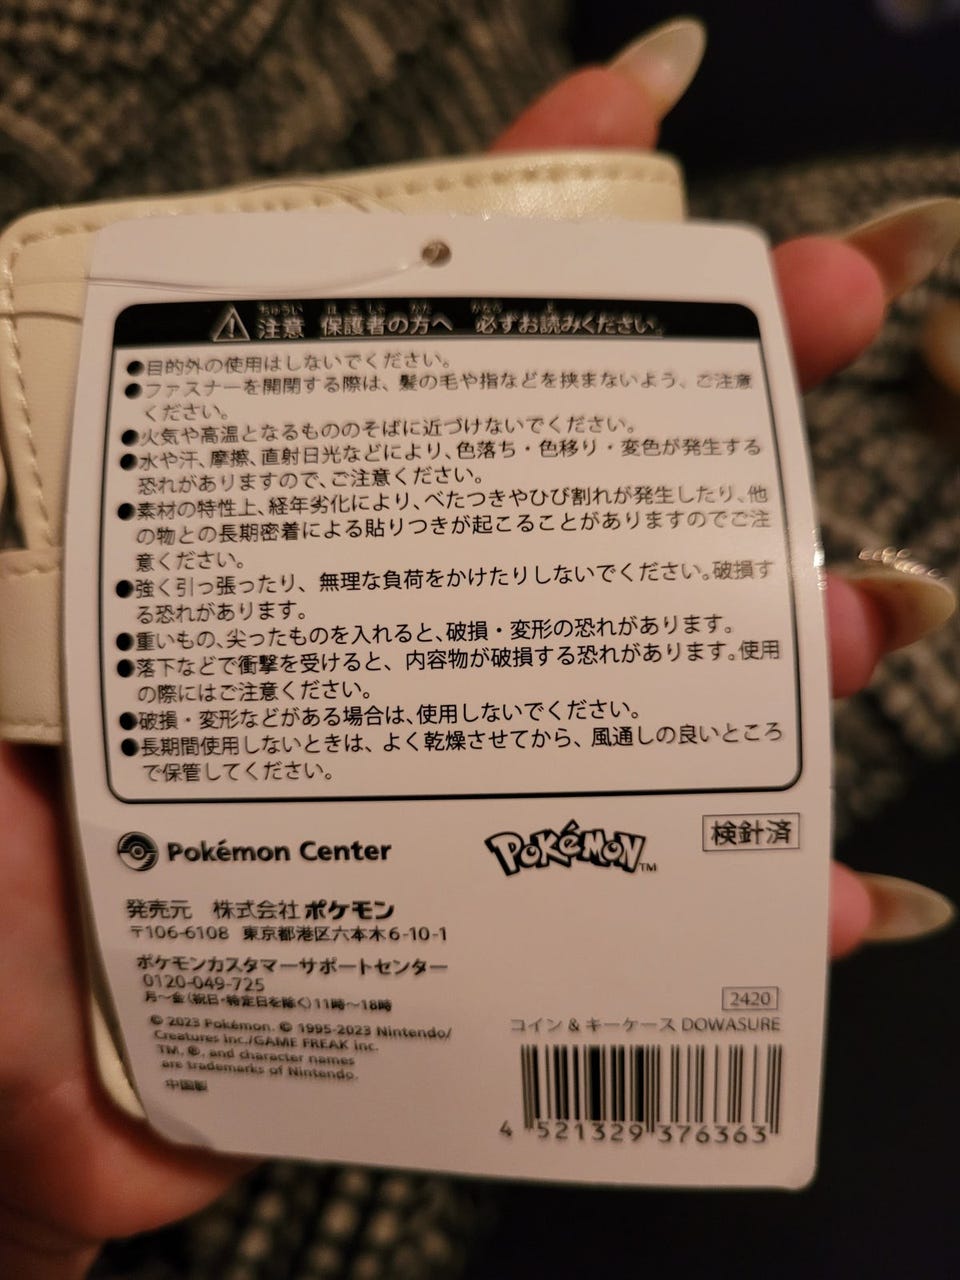 注意 保護者の方へ 必ずお読みください。
ちゅうい ほごしゃ かた かなら よ
●目的外の使用はしないでください。
●ファスナーを開閉する際は、髪の毛や指などを挟まないよう、ご注意
ください。
●火気や高温となるもののそばに近づけないでください。
●水や汗、摩擦、直射日光などにより、色落ち・色移り・変色が発生する
恐れがありますので、ご注意ください。
●素材の特性上、経年劣化により、べたつきやひび割れが発生したり、他
の物との長期密着による貼りつきが起こることがありますのでご注
意ください。
●強く引っ張ったり、無理な負荷をかけたりしないでください。破損す
る恐れがあります。
●重いもの、尖ったものを入れると、破損・変形の恐れがあります。
●落下などで衝撃を受けると、内容物が破損する恐れがあります。使用
の際にはご注意ください。
●破損・変形などがある場合は、使用しないでください。
●長期間使用しないときは、よく乾燥させてから、風通しの良いところ
で保管してください。
Pokémon Center
POKéMON TM
検針済
発売元 株式会社ポケモン
〒106-6108 東京都港区六本木6-10-1
ポケモンカスタマーサポートセンター
0120-049-725
月～金(祝日・特定日を除く)11時～18時
© 2023 Pokémon. © 1995-2023 Nintendo/
Creatures Inc./GAME FREAK inc.
TM, ®, and character names
are trademarks of Nintendo.
中国製
2420
コイン & キーケース DOWASURE
4 521329 376363